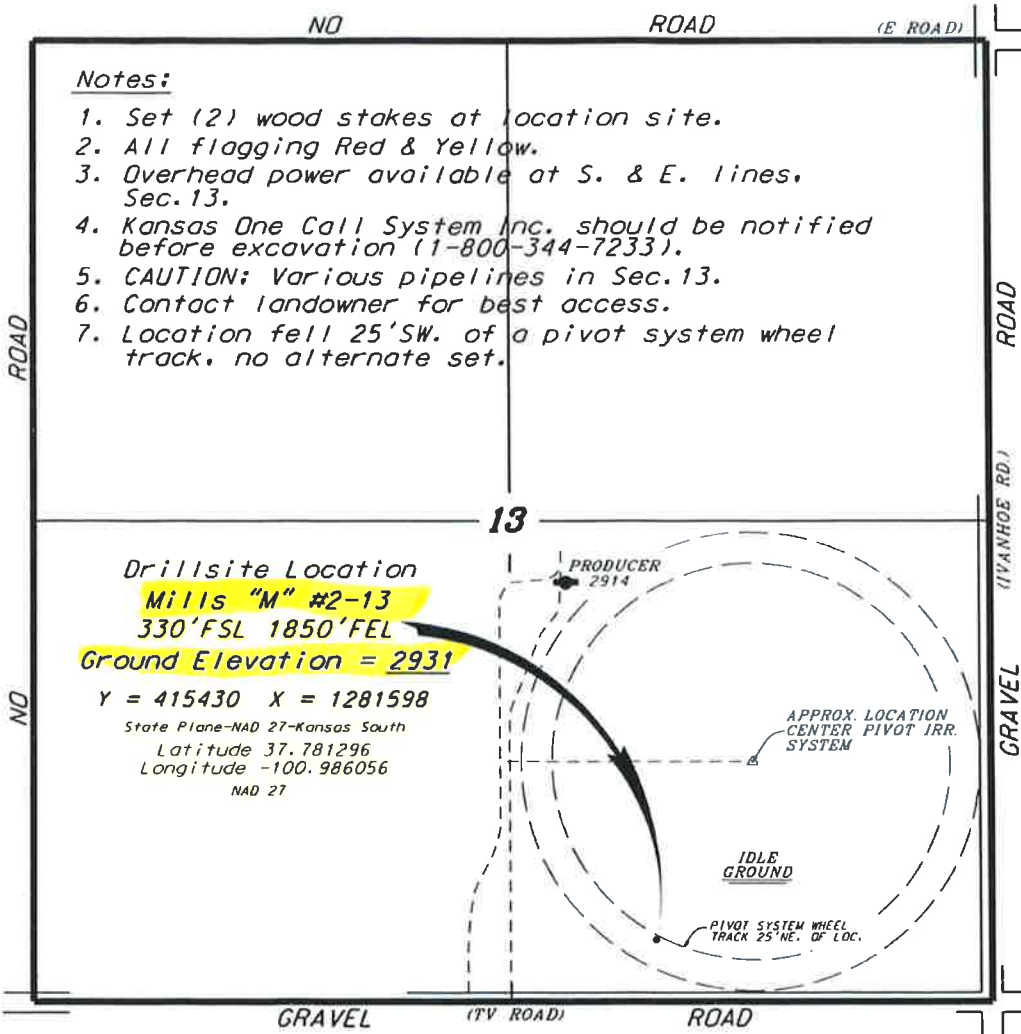 NO ROAD (E ROAD)
Notes:
1. Set (2) wood stakes at location site.
2. All flagging Red & Yellow.
3. Overhead power available at S. & E. lines,
Sec. 13.
4. Kansas One Call System Inc. should be notified
before excavation (1-800-344-7233).
5. CAUTION: Various pipelines in Sec. 13.
6. Contact landowner for best access.
7. Location fell 25'SW. of a pivot system wheel
track, no alternate set.
ROAD
NO
ROAD
(IVANHOE RD.)
GRAVEL
13
Drillsite Location
Mills "M" #2-13
330'FSL 1850'FEL
Ground Elevation = 2931
Y = 415430 X = 1281598
State Plane-NAD 27-Kansas South
Latitude 37.781296
Longitude -100.986056
NAD 27
PRODUCER
2914
APPROX. LOCATION
CENTER PIVOT IRR.
SYSTEM
IDLE
GROUND
PIVOT SYSTEM WHEEL
TRACK 25'NE. OF LOC.
GRAVEL (TV ROAD) ROAD